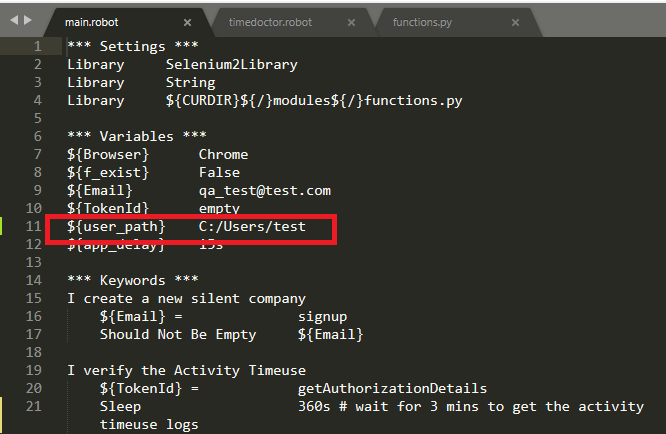 main.robot × timedoctor.robot × functions.py ×
1 *** Settings ***
2 Library Selenium2Library
3 Library String
4 Library ${CURDIR}${/}modules${/}functions.py
5
6 *** Variables ***
7 ${Browser} Chrome
8 ${f_exist} False
9 ${Email} qa_test@test.com
10 ${TokenId} empty
11 ${user_path} C:/Users/test
12 ${app_delay} 15s
13
14 *** Keywords ***
15 I create a new silent company
16 ${Email} = signup
17 Should Not Be Empty ${Email}
18
19 I verify the Activity Timeuse
20 ${TokenId} = getAuthorizationDetails
21 Sleep 360s # wait for 3 mins to get the activity
timeuse logs